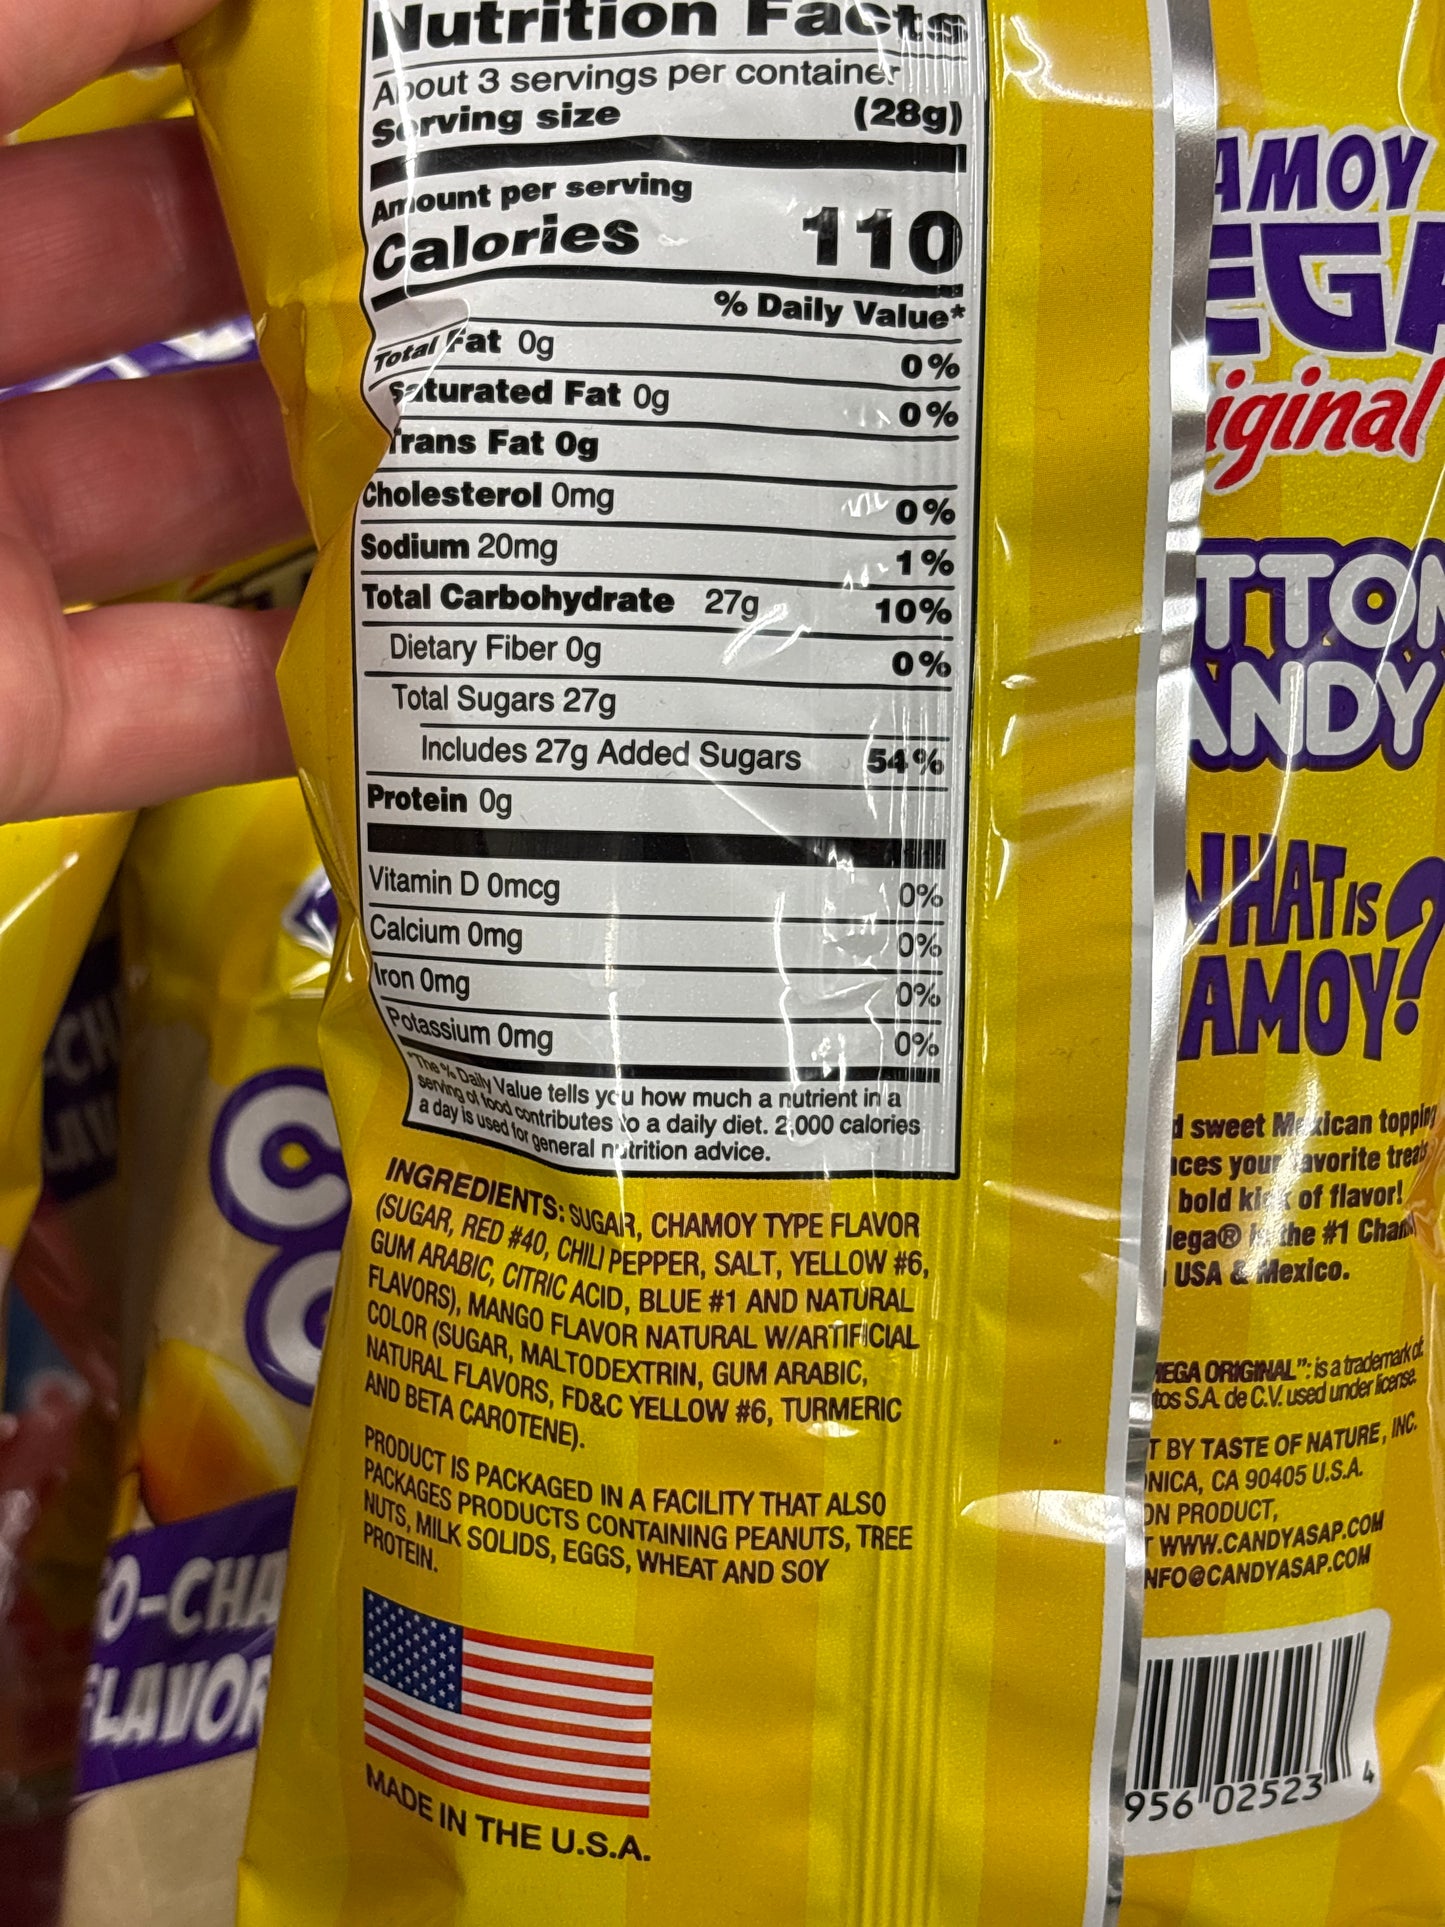 Nutrition Facts
About 3 servings per container
Serving size (28g)
Amount per serving
Calories 110
% Daily Value*
Total Fat 0g 0%
Saturated Fat 0g 0%
Trans Fat 0g
Cholesterol 0mg 0%
Sodium 20mg 1%
Total Carbohydrate 27g 10%
Dietary Fiber 0g 0%
Total Sugars 27g
Includes 27g Added Sugars 54%
Protein 0g
Vitamin D 0mcg 0%
Calcium 0mg 0%
Iron 0mg 0%
Potassium 0mg 0%
*The % Daily Value tells you how much a nutrient in a
serving of food contributes to a daily diet. 2,000 calories
a day is used for general nutrition advice.
INGREDIENTS: SUGAR, CHAMOY TYPE FLAVOR
(SUGAR, RED #40, CHILI PEPPER, SALT, YELLOW #6,
GUM ARABIC, CITRIC ACID, BLUE #1 AND NATURAL
FLAVORS), MANGO FLAVOR NATURAL W/ARTIFICIAL
COLOR (SUGAR, MALTODEXTRIN, GUM ARABIC,
NATURAL FLAVORS, FD&C YELLOW #6, TURMERIC
AND BETA CAROTENE).
PRODUCT IS PACKAGED IN A FACILITY THAT ALSO
PACKAGES PRODUCTS CONTAINING PEANUTS, TREE
NUTS, MILK SOLIDS, EGGS, WHEAT AND SOY
PROTEIN.
MADE IN THE U.S.A.
AMOY
EGA
iginal
TTON
ANDY
WHAT IS
AMOY?
d sweet Mexican topping
ces your favorite treats
bold kick of flavor!
ega® is the #1 Cham
USA & Mexico.
EGA ORIGINAL": is a trademark of
tos S.A. de C.V. used under license.
T BY TASTE OF NATURE, INC.
NICA, CA 90405 U.S.A.
ON PRODUCT,
T WWW.CANDYASAP.COM
NFO@CANDYASAP.COM
956 02523 4
O-CHA
FLAVOR